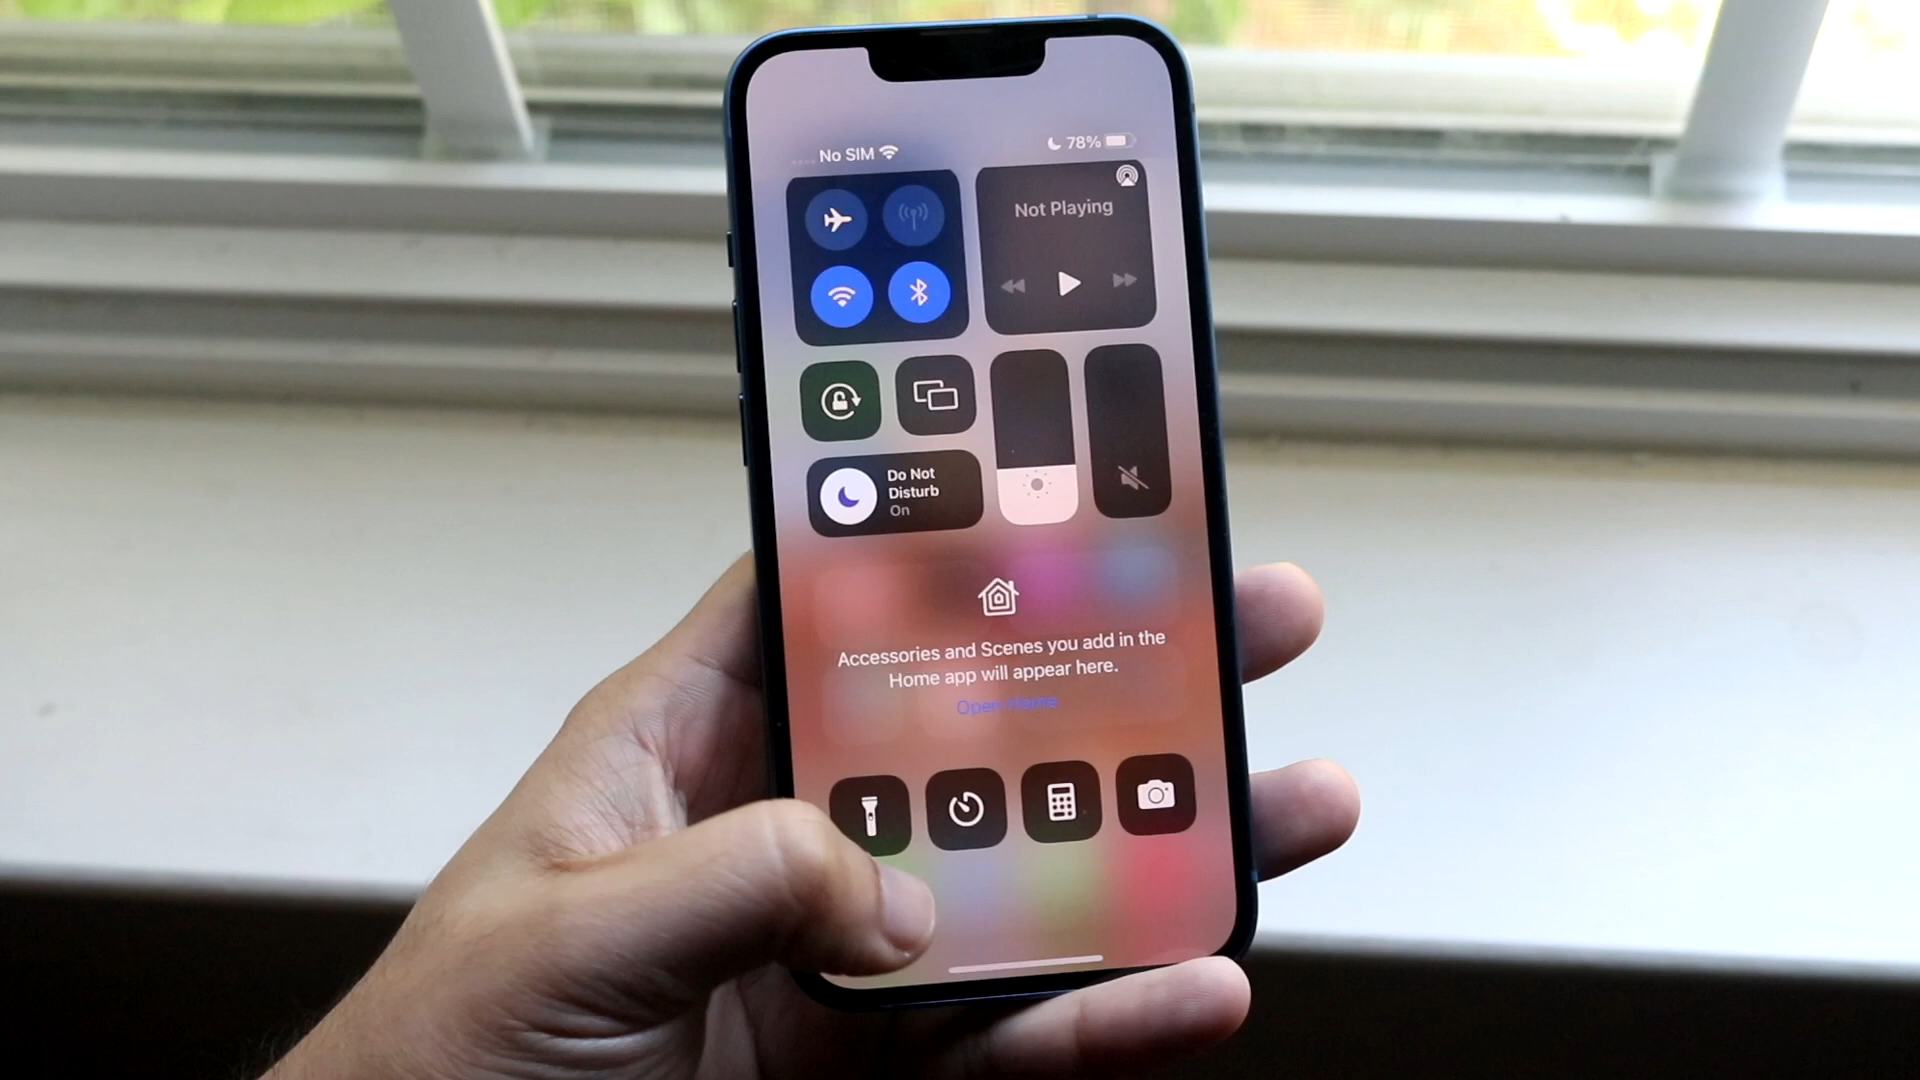 No SIM
78%
Not Playing
Do Not
Disturb
On
Accessories and Scenes you add in the
Home app will appear here.
Open Home